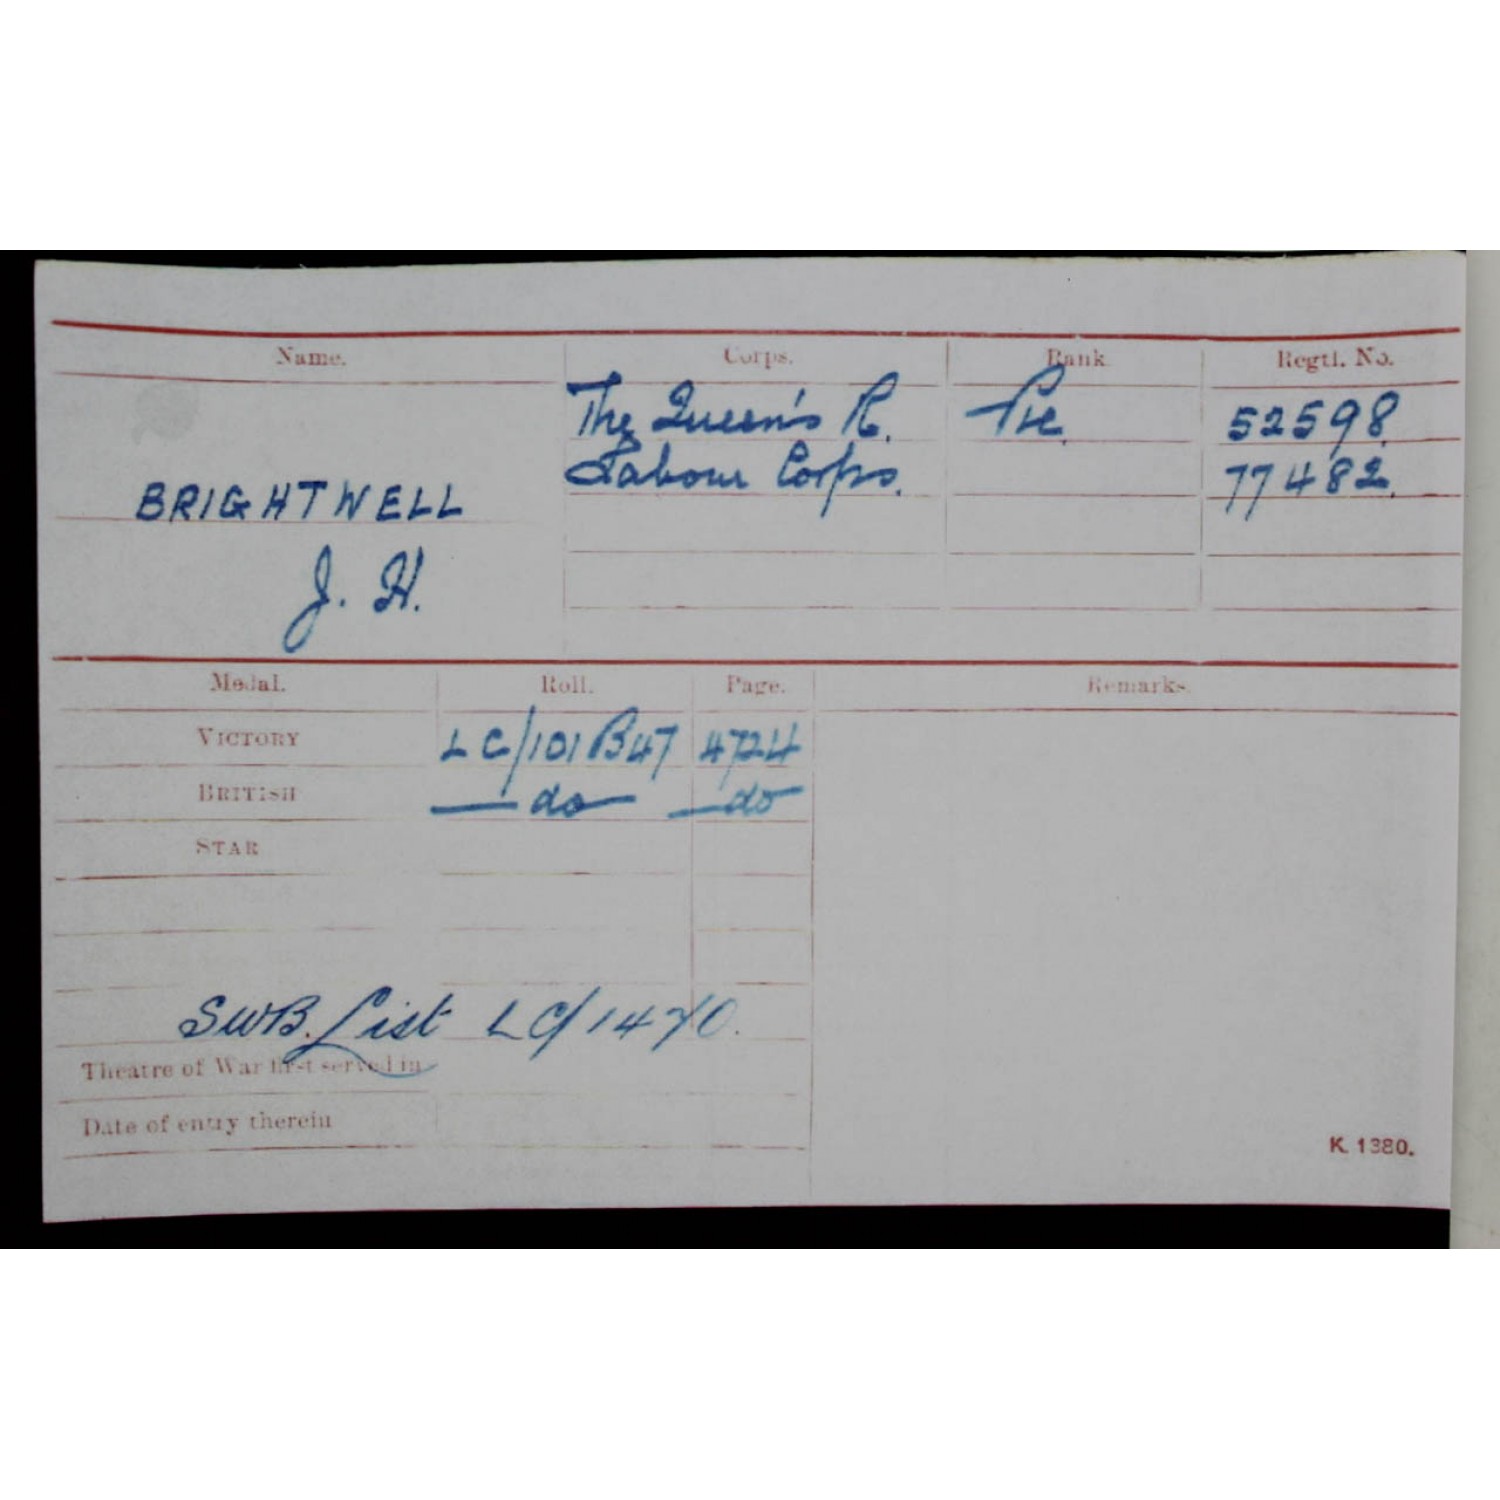 Name. Corps. Rank. Regtl. No.
The Queen's R. Pte. 52598.
Labour Corps. 77482.
BRIGHTWELL
J. H.
Medal. Roll. Page. Remarks.
VICTORY LC/101B47 4724
BRITISH do do
STAR
SWB. List LC/1470.
Theatre of War first served in
Date of entry therein
K. 1380.